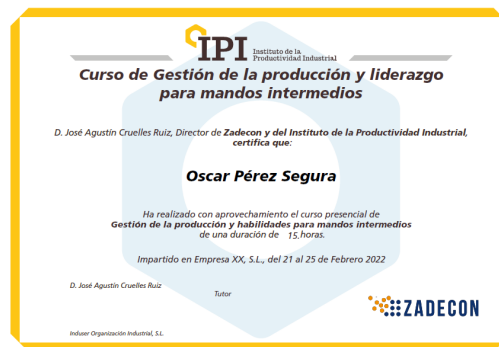 IPI
Instituto de la
Productividad Industrial
Curso de Gestión de la producción y liderazgo
para mandos intermedios
D. José Agustín Cruelles Ruiz, Director de Zadecon y del Instituto de la Productividad Industrial,
certifica que:
Oscar Pérez Segura
Ha realizado con aprovechamiento el curso presencial de
Gestión de la producción y habilidades para mandos intermedios
de una duración de 15,horas.
Impartido en Empresa XX, S.L., del 21 al 25 de Febrero 2022
D. José Agustín Cruelles Ruiz
Tutor
ZADECON
Induser Organización Industrial, S.L.